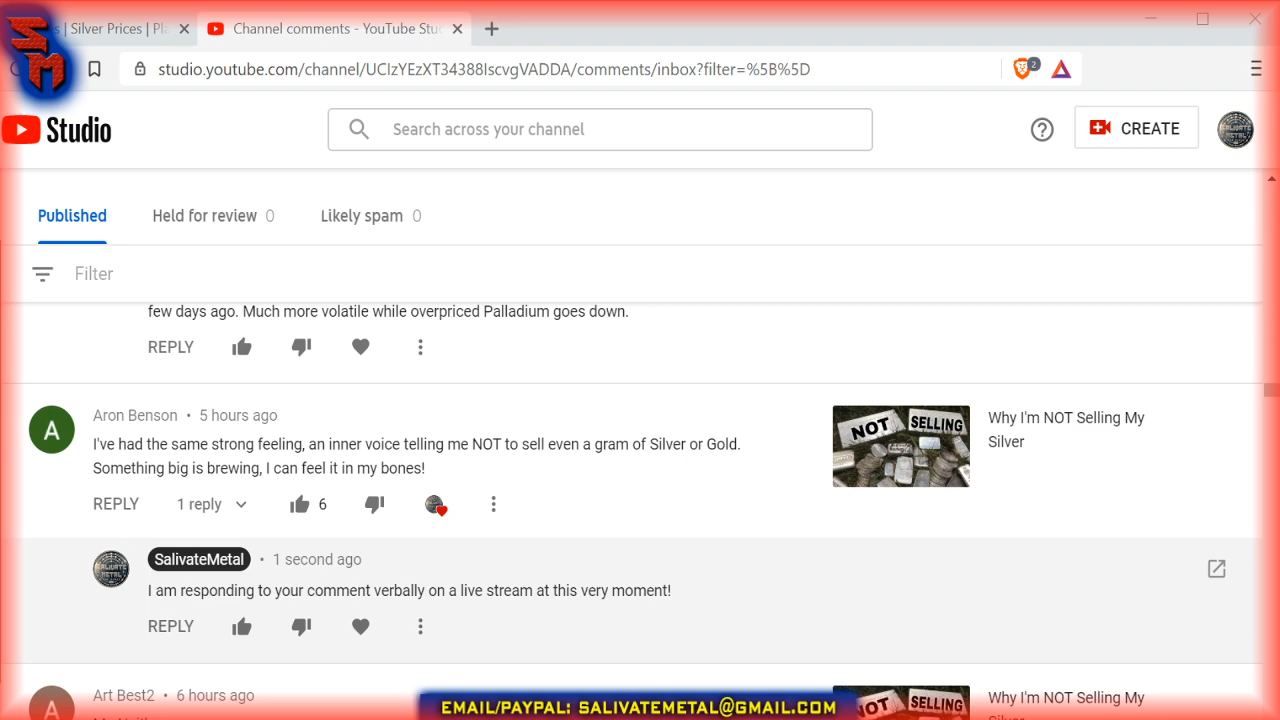 SM
s | Silver Prices | Pl
Channel comments - YouTube Stu
studio.youtube.com/channel/UCIzYEzXT34388IscvgVADDA/comments/inbox?filter=%5B%5D
2
Studio
Search across your channel
CREATE
Published
Held for review 0
Likely spam 0
Filter
few days ago. Much more volatile while overpriced Palladium goes down.
REPLY
A
Aron Benson • 5 hours ago
I've had the same strong feeling, an inner voice telling me NOT to sell even a gram of Silver or Gold.
Something big is brewing, I can feel it in my bones!
REPLY 1 reply 6
NOT SELLING
Why I'm NOT Selling My
Silver
SalivateMetal • 1 second ago
I am responding to your comment verbally on a live stream at this very moment!
REPLY
A
Art Best2 • 6 hours ago
NOT SELLING
Why I'm NOT Selling My
EMAIL/PAYPAL: SALIVATEMETAL@GMAIL.COM